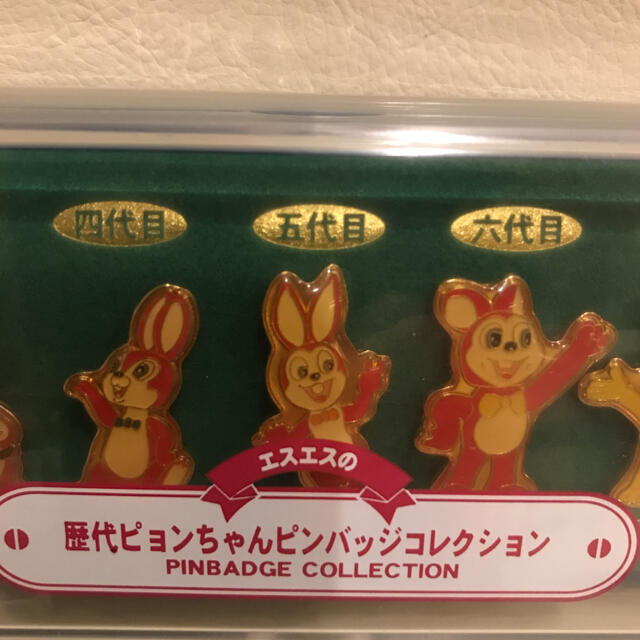 四代目
五代目
六代目
エスエスの
歴代ピョンちゃんピンバッジコレクション
PINBADGE COLLECTION